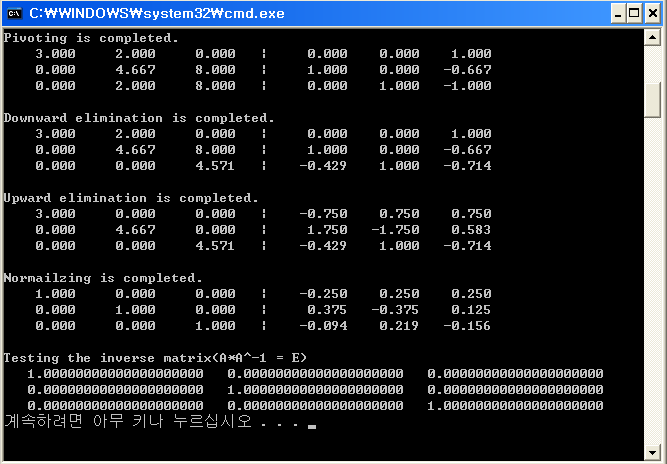 C:\WINDOWS\system32\cmd.exe
Pivoting is completed.
3.000 2.000 0.000 ¦ 0.000 0.000 1.000
0.000 4.667 8.000 ¦ 1.000 0.000 -0.667
0.000 2.000 8.000 ¦ 0.000 1.000 -1.000
Downward elimination is completed.
3.000 2.000 0.000 ¦ 0.000 0.000 1.000
0.000 4.667 8.000 ¦ 1.000 0.000 -0.667
0.000 0.000 4.571 ¦ -0.429 1.000 -0.714
Upward elimination is completed.
3.000 0.000 0.000 ¦ -0.750 0.750 0.750
0.000 4.667 0.000 ¦ 1.750 -1.750 0.583
0.000 0.000 4.571 ¦ -0.429 1.000 -0.714
Normailzing is completed.
1.000 0.000 0.000 ¦ -0.250 0.250 0.250
0.000 1.000 0.000 ¦ 0.375 -0.375 0.125
0.000 0.000 1.000 ¦ -0.094 0.219 -0.156
Testing the inverse matrix(A*A^-1 = E)
1.00000000000000000000 0.00000000000000000000 0.00000000000000000000
0.00000000000000000000 1.00000000000000000000 0.00000000000000000000
0.00000000000000000000 0.00000000000000000000 1.00000000000000000000
계속하려면 아무 키나 누르십시오 . . .